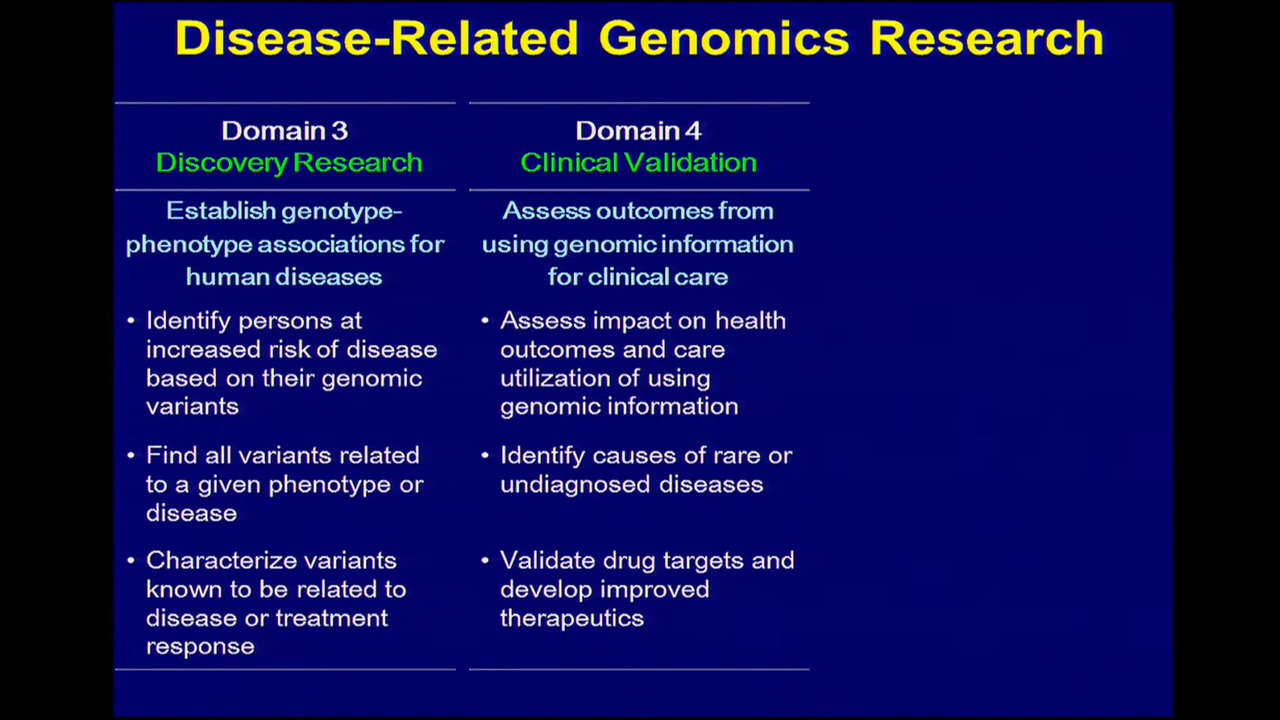 Disease-Related Genomics Research
Domain 3
Discovery Research
Establish genotype-
phenotype associations for
human diseases
• Identify persons at
increased risk of disease
based on their genomic
variants
• Find all variants related
to a given phenotype or
disease
• Characterize variants
known to be related to
disease or treatment
response
Domain 4
Clinical Validation
Assess outcomes from
using genomic information
for clinical care
• Assess impact on health
outcomes and care
utilization of using
genomic information
• Identify causes of rare or
undiagnosed diseases
• Validate drug targets and
develop improved
therapeutics